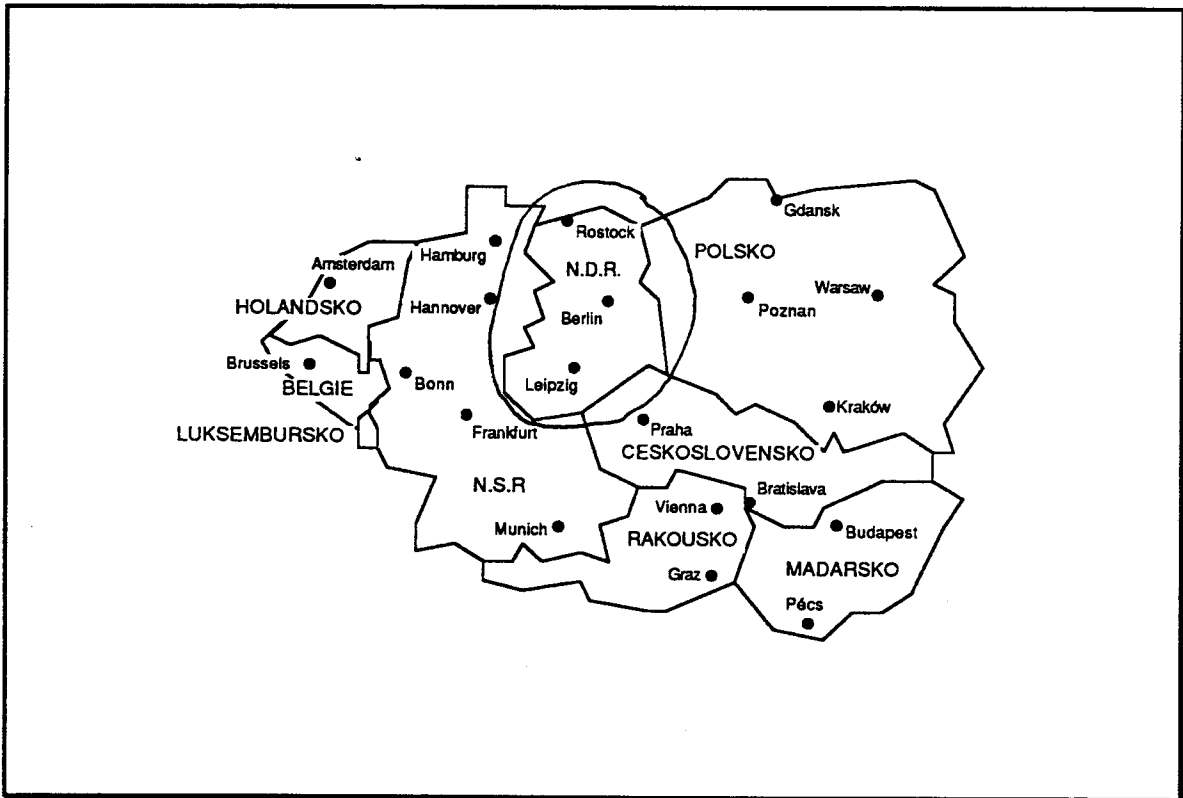 Gdansk
Rostock
Hamburg
POLSKO
Amsterdam
N.D.R.
HOLANDSKO
Hannover
Berlin
Poznan
Warsaw
Brussels
BELGIE
Bonn
Leipzig
Kraków
LUKSEMBURSKO
Frankfurt
Praha
CESKOSLOVENSKO
N.S.R
Bratislava
Vienna
Munich
RAKOUSKO
Budapest
Graz
MADARSKO
Pécs